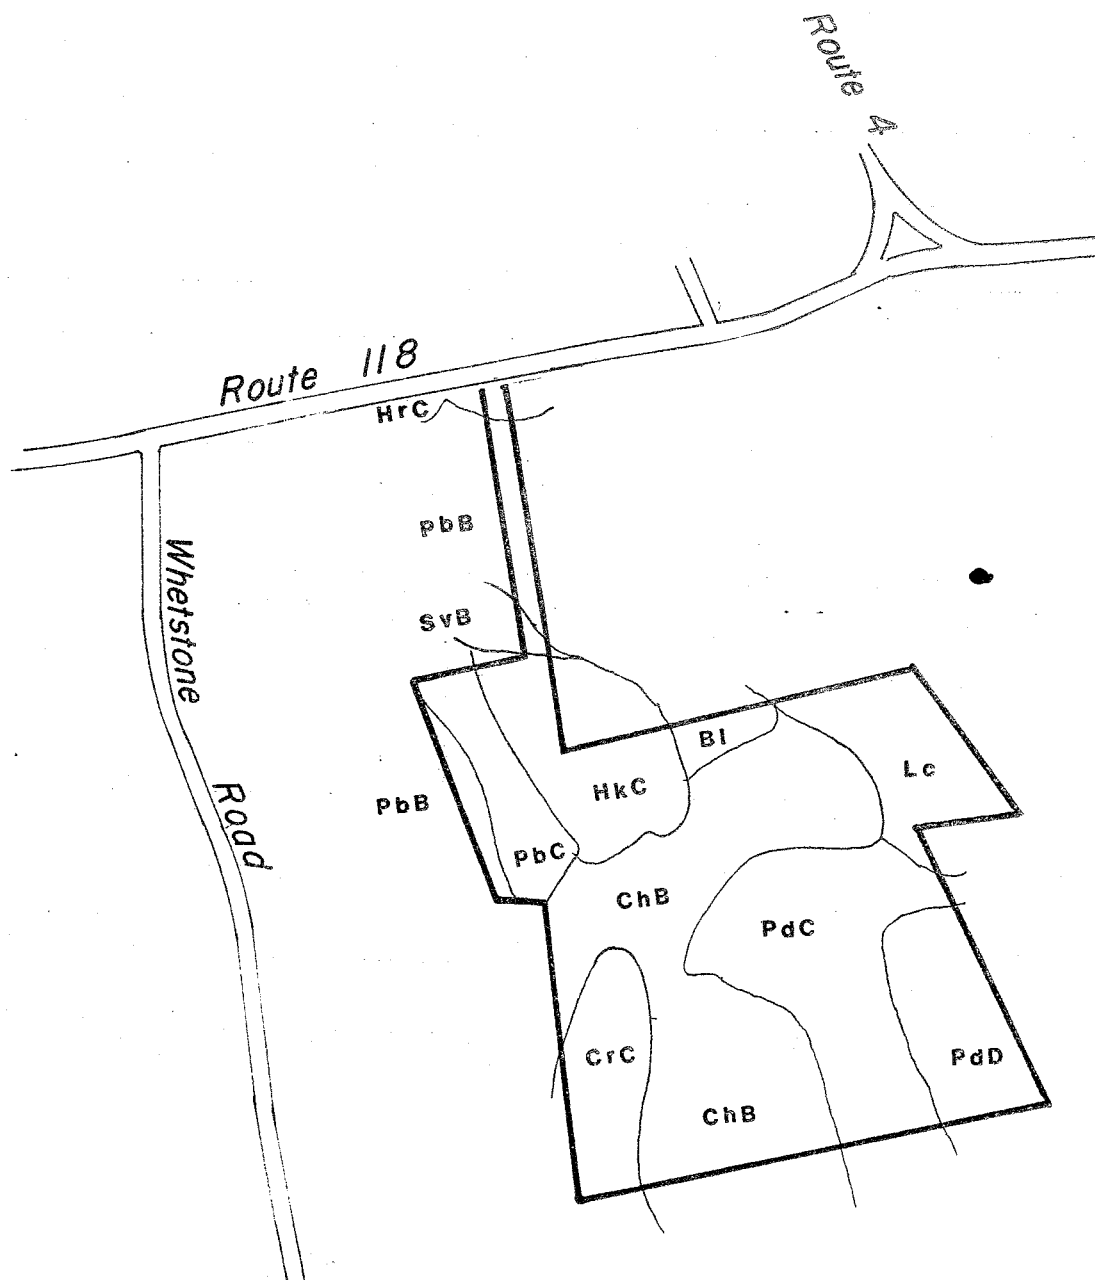 Route 4
Route 118
HrC
PbB
Whetstone Road
SvB
Bl
Lc
HkC
PbB
PbC
ChB
PdC
CrC
PdD
ChB